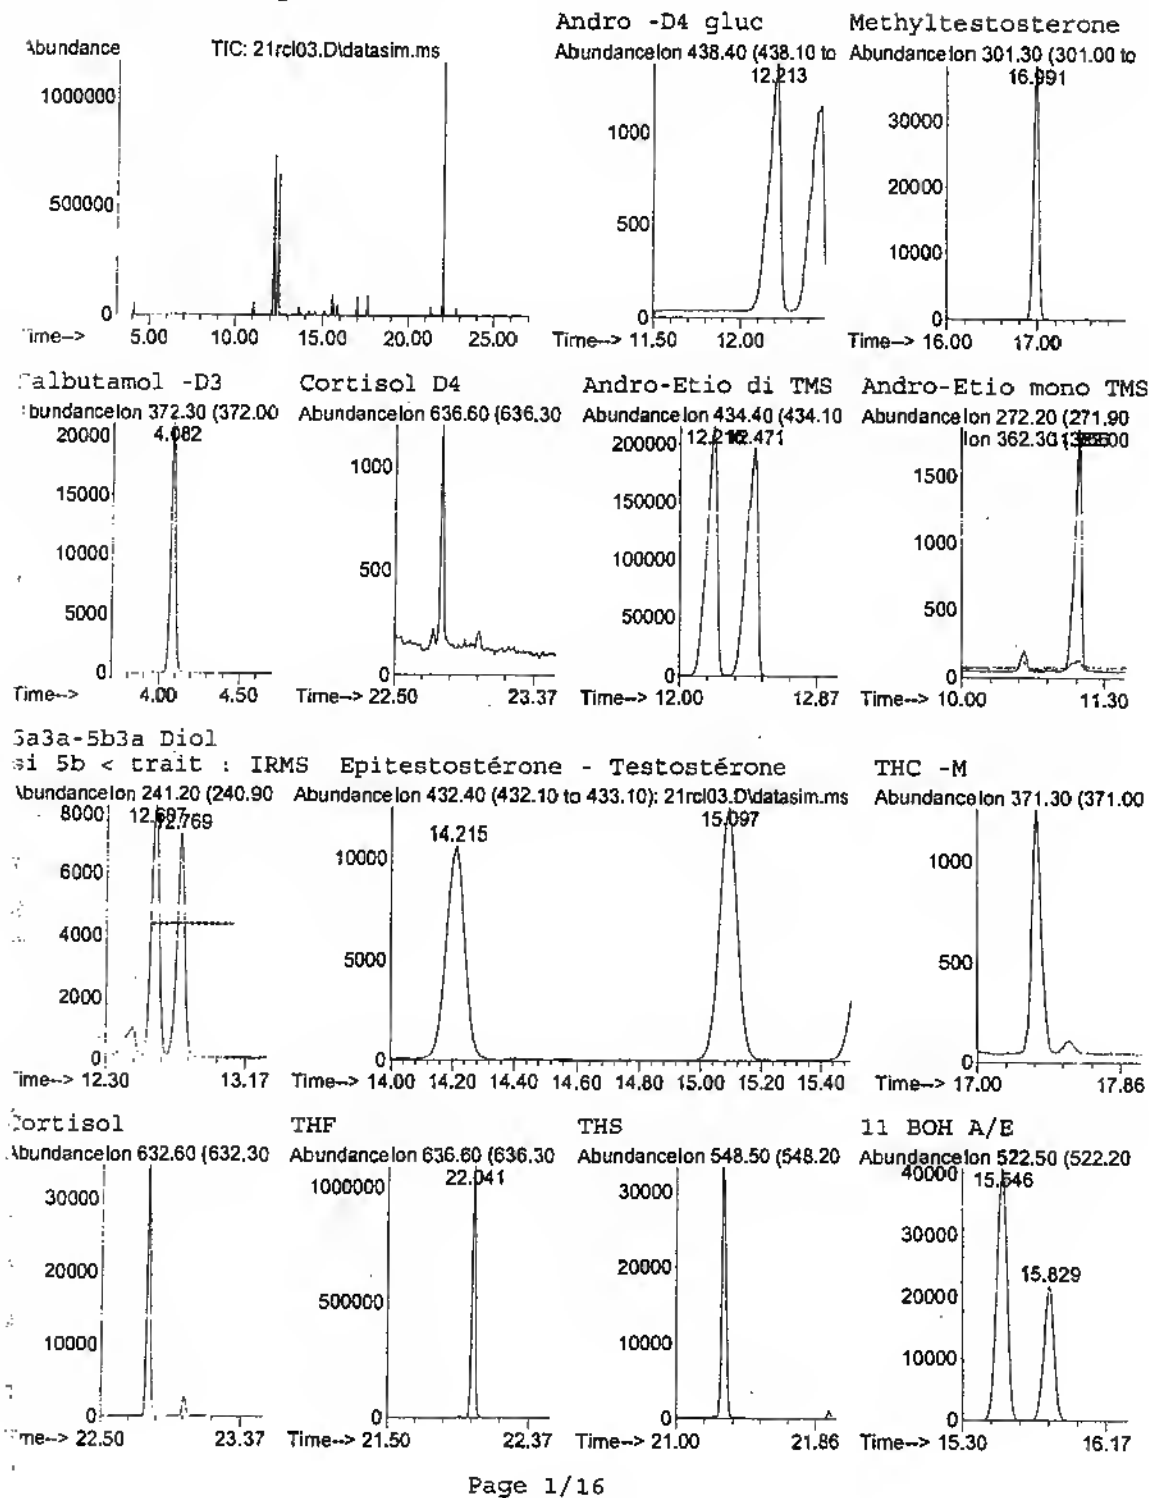 Andro -D4 gluc
Methyltestosterone
Abundance
TIC: 21rcl03.D\datasim.ms
Abundance Ion 438.40 (438.10 to
Abundance Ion 301.30 (301.00 to
12.213
16.991
1000000
500000
0
1000
500
0
30000
20000
10000
0
Time--> 5.00 10.00 15.00 20.00 25.00
Time--> 11.50 12.00
Time--> 16.00 17.00
Salbutamol -D3
Cortisol D4
Andro-Etio di TMS
Andro-Etio mono TMS
Abundance Ion 372.30 (372.00
Abundance Ion 636.60 (636.30
Abundance Ion 434.40 (434.10
Abundance Ion 272.20 (271.90
Ion 362.30
4.082
12.471
20000
15000
10000
5000
0
1000
500
0
200000
150000
100000
50000
0
1500
1000
500
0
Time--> 4.00 4.50
Time--> 22.50 23.37
Time--> 12.00 12.87
Time--> 10.00 11.30
5a3a-5b3a Diol
si 5b < trait : IRMS
Epitestostérone - Testostérone
THC -M
Abundance Ion 241.20 (240.90
Abundance Ion 432.40 (432.10 to 433.10): 21rcl03.D\datasim.ms
Abundance Ion 371.30 (371.00
12.769
14.215
15.097
8000
6000
4000
2000
0
10000
5000
0
1000
500
0
Time--> 12.30 13.17
Time--> 14.00 14.20 14.40 14.60 14.80 15.00 15.20 15.40
Time--> 17.00 17.86
Cortisol
THF
THS
11 BOH A/E
Abundance Ion 632.60 (632.30
Abundance Ion 636.60 (636.30
Abundance Ion 548.50 (548.20
Abundance Ion 522.50 (522.20
22.041
15.546
15.829
30000
20000
10000
0
1000000
500000
0
30000
20000
10000
0
40000
30000
20000
10000
0
Time--> 22.50 23.37
Time--> 21.50 22.37
Time--> 21.00 21.86
Time--> 15.30 16.17
Page 1/16